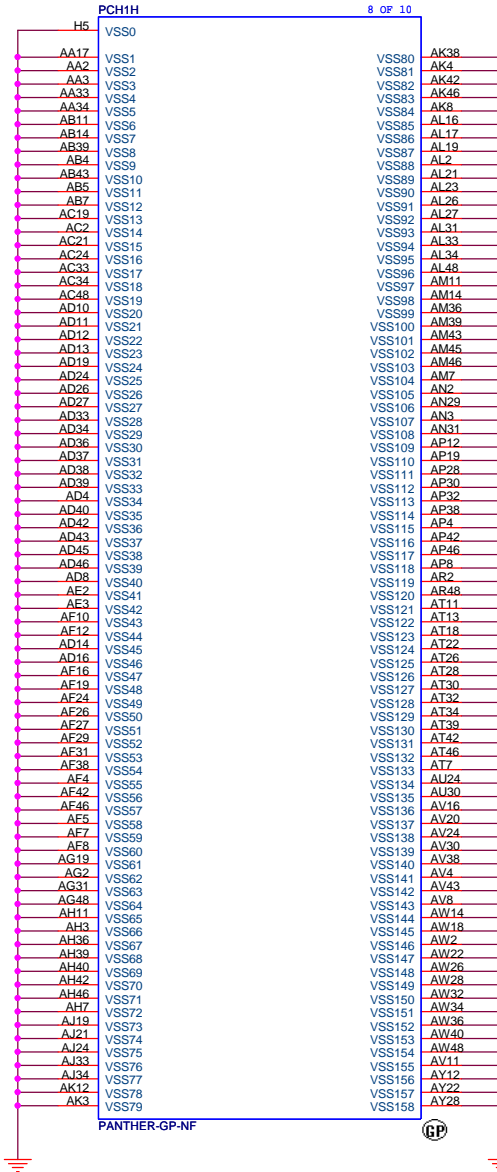 PCH1H 8 OF 10
H5 VSS0
AA17 VSS1 VSS80 AK38
AA2 VSS2 VSS81 AK4
AA3 VSS3 VSS82 AK42
AA33 VSS4 VSS83 AK46
AA34 VSS5 VSS84 AK8
AB11 VSS6 VSS85 AL16
AB14 VSS7 VSS86 AL17
AB39 VSS8 VSS87 AL19
AB4 VSS9 VSS88 AL2
AB43 VSS10 VSS89 AL21
AB5 VSS11 VSS90 AL23
AB7 VSS12 VSS91 AL26
AC19 VSS13 VSS92 AL27
AC2 VSS14 VSS93 AL31
AC21 VSS15 VSS94 AL33
AC24 VSS16 VSS95 AL34
AC33 VSS17 VSS96 AL48
AC34 VSS18 VSS97 AM11
AC48 VSS19 VSS98 AM14
AD10 VSS20 VSS99 AM36
AD11 VSS21 VSS100 AM39
AD12 VSS22 VSS101 AM43
AD13 VSS23 VSS102 AM45
AD19 VSS24 VSS103 AM46
AD24 VSS25 VSS104 AM7
AD26 VSS26 VSS105 AN2
AD27 VSS27 VSS106 AN29
AD33 VSS28 VSS107 AN3
AD34 VSS29 VSS108 AN31
AD36 VSS30 VSS109 AP12
AD37 VSS31 VSS110 AP19
AD38 VSS32 VSS111 AP28
AD39 VSS33 VSS112 AP30
AD4 VSS34 VSS113 AP32
AD40 VSS35 VSS114 AP38
AD42 VSS36 VSS115 AP4
AD43 VSS37 VSS116 AP42
AD45 VSS38 VSS117 AP46
AD46 VSS39 VSS118 AP8
AD8 VSS40 VSS119 AR2
AE2 VSS41 VSS120 AR48
AE3 VSS42 VSS121 AT11
AF10 VSS43 VSS122 AT13
AF12 VSS44 VSS123 AT18
AD14 VSS45 VSS124 AT22
AD16 VSS46 VSS125 AT26
AF16 VSS47 VSS126 AT28
AF19 VSS48 VSS127 AT30
AF24 VSS49 VSS128 AT32
AF26 VSS50 VSS129 AT34
AF27 VSS51 VSS130 AT39
AF29 VSS52 VSS131 AT42
AF31 VSS53 VSS132 AT46
AF38 VSS54 VSS133 AT7
AF4 VSS55 VSS134 AU24
AF42 VSS56 VSS135 AU30
AF46 VSS57 VSS136 AV16
AF5 VSS58 VSS137 AV20
AF7 VSS59 VSS138 AV24
AF8 VSS60 VSS139 AV30
AG19 VSS61 VSS140 AV38
AG2 VSS62 VSS141 AV4
AG31 VSS63 VSS142 AV43
AG48 VSS64 VSS143 AV8
AH11 VSS65 VSS144 AW14
AH3 VSS66 VSS145 AW18
AH36 VSS67 VSS146 AW2
AH39 VSS68 VSS147 AW22
AH40 VSS69 VSS148 AW26
AH42 VSS70 VSS149 AW28
AH46 VSS71 VSS150 AW32
AH7 VSS72 VSS151 AW34
AJ19 VSS73 VSS152 AW36
AJ21 VSS74 VSS153 AW40
AJ24 VSS75 VSS154 AW48
AJ33 VSS76 VSS155 AV11
AJ34 VSS77 VSS156 AY12
AK12 VSS78 VSS157 AY22
AK3 VSS79 VSS158 AY28
PANTHER-GP-NF GP